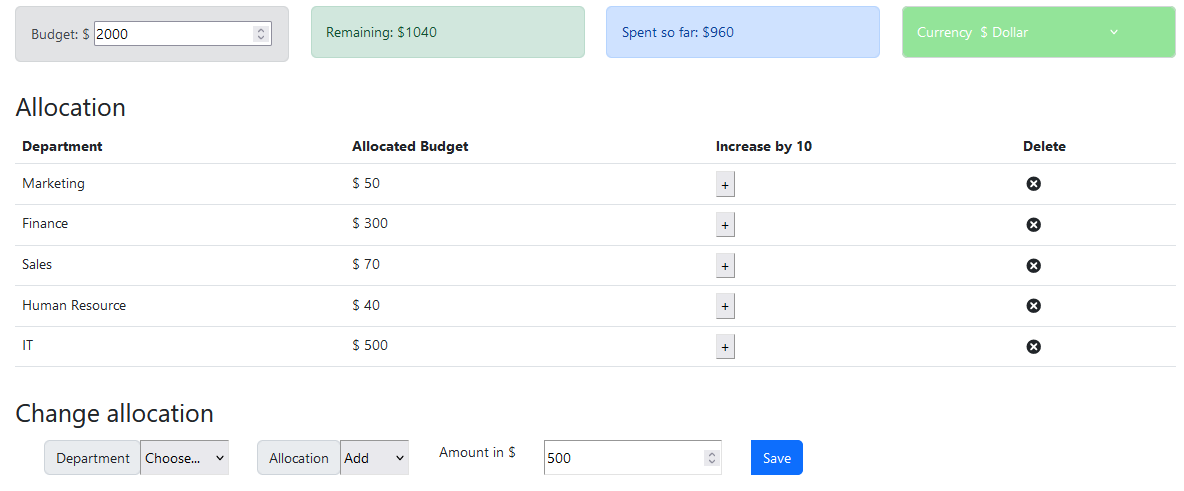 Budget: $ 2000 Remaining: $1040 Spent so far: $960 Currency $ Dollar
Allocation
Department Allocated Budget Increase by 10 Delete
Marketing $ 50 +
Finance $ 300 +
Sales $ 70 +
Human Resource $ 40 +
IT $ 500 +
Change allocation
Department Choose... Allocation Add Amount in $ 500 Save